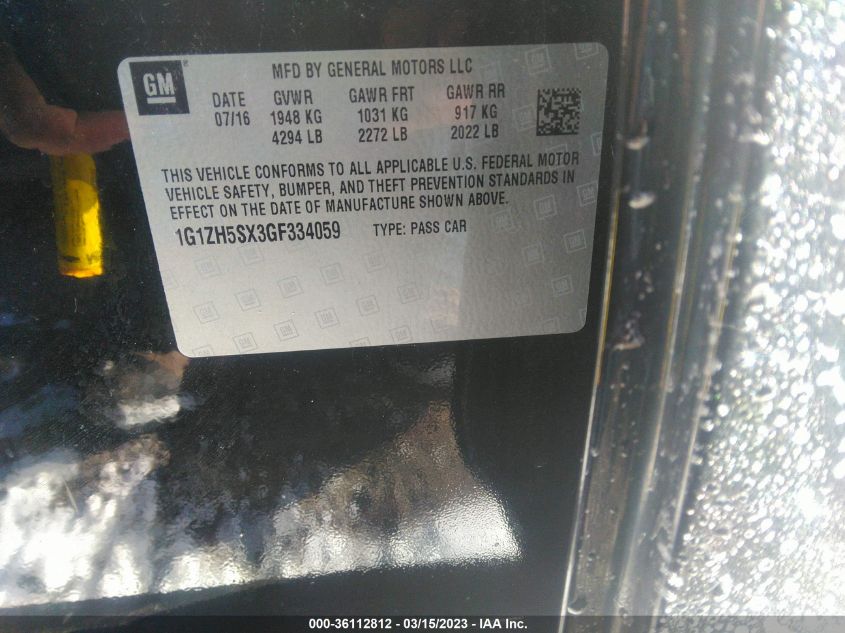 GM
MFD BY GENERAL MOTORS LLC
DATE GVWR GAWR FRT GAWR RR
07/16 1948 KG 1031 KG 917 KG
4294 LB 2272 LB 2022 LB
THIS VEHICLE CONFORMS TO ALL APPLICABLE U.S. FEDERAL MOTOR
VEHICLE SAFETY, BUMPER, AND THEFT PREVENTION STANDARDS IN
EFFECT ON THE DATE OF MANUFACTURE SHOWN ABOVE.
1G1ZH5SX3GF334059 TYPE: PASS CAR
000-36112812 - 03/15/2023 - IAA Inc.